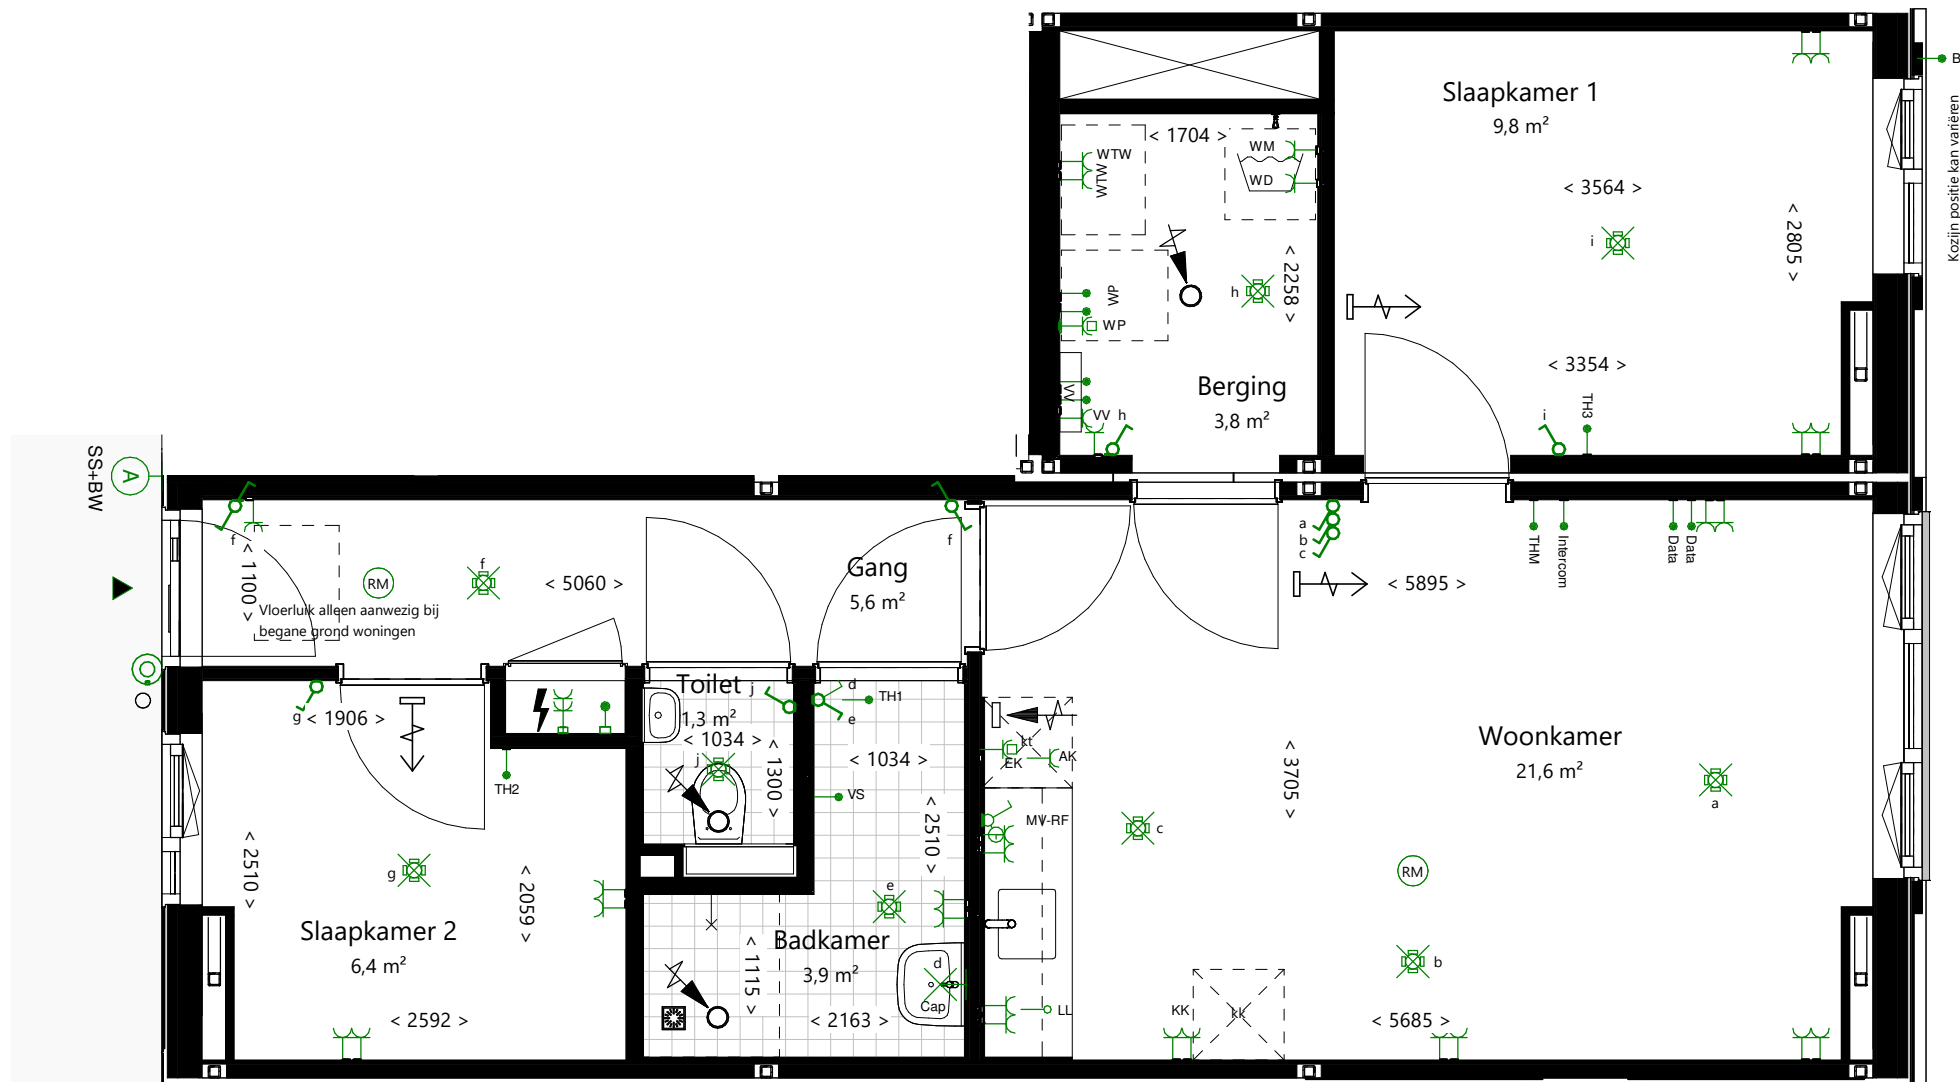 Slaapkamer 1
9,8 m²
B
Kozijn positie kan variëren
< 1704 >
WTW
WTW
WM
WD
< 3564 >
< 2805 >
i
h
< 2258 >
WP
WP
< 3354 >
Berging
3,8 m²
VV
VV
h
i
TH3
SS+BW
A
f
< 1100 >
RM
f
< 5060 >
Vloerluik alleen aanwezig bij
begane grond woningen
Gang
5,6 m²
f
a
b
c
< 5895 >
THM
Intercom
Data
Data
g
< 1906 >
Toilet
1,3 m²
j
< 1034 >
j
< 1300 >
d
e
TH1
< 1034 >
VS
< 2510 >
TH2
kt
EK
AK
MV-RF
c
< 3705 >
Woonkamer
21,6 m²
a
RM
b
< 2510 >
g
< 2059 >
Slaapkamer 2
6,4 m²
< 2592 >
e
Badkamer
3,9 m²
< 1115 >
< 2163 >
d
Cap
LL
KK
kk
< 5685 >